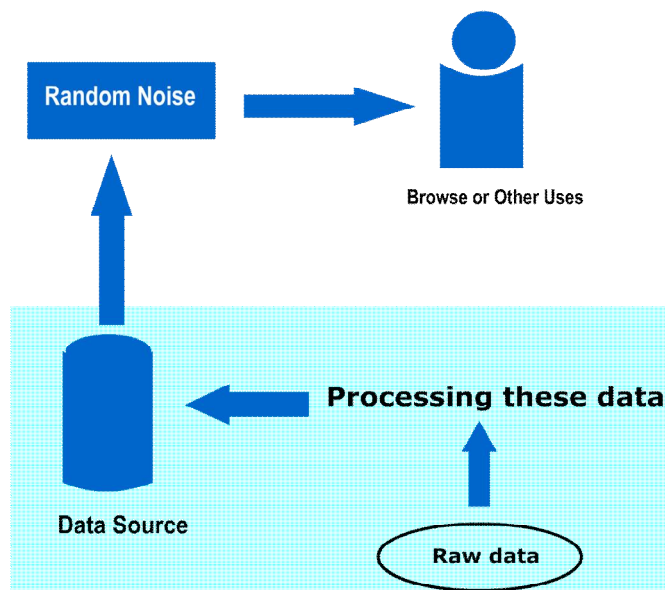 Random Noise
Browse or Other Uses
Processing these data
Data Source
Raw data